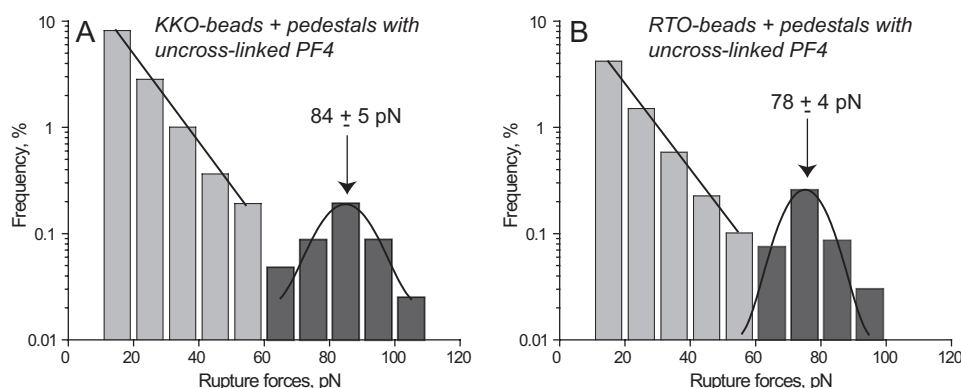 A
KKO-beads + pedestals with
uncross-linked PF4
84 ± 5 pN
Frequency, %
10
1
0.1
0.01
0 20 40 60 80 100 120
Rupture forces, pN
B
RTO-beads + pedestals with
uncross-linked PF4
78 ± 4 pN
Frequency, %
10
1
0.1
0.01
0 20 40 60 80 100 120
Rupture forces, pN